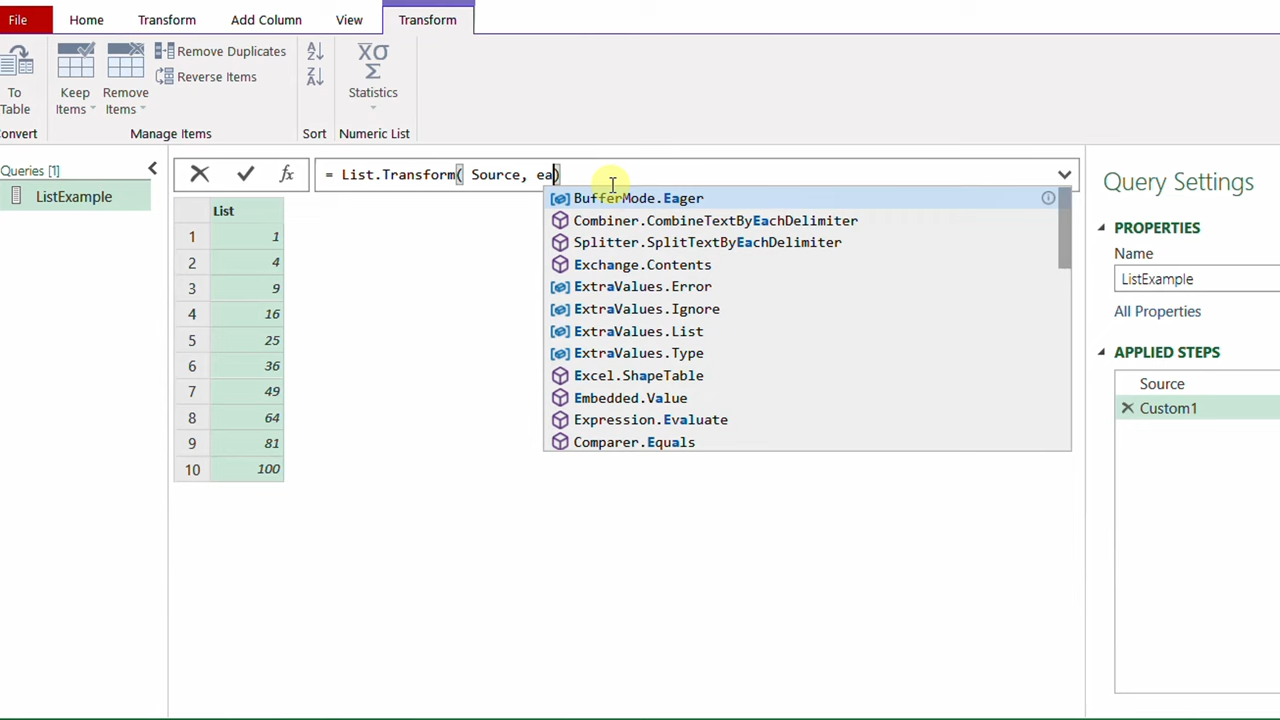 File Home Transform Add Column View Transform
To Table
Convert
Keep Items
Remove Items
Remove Duplicates
Reverse Items
Manage Items
A Z
Z A
Sort
XσΣ
Statistics
Numeric List
Queries [1]
ListExample
fx = List.Transform( Source, ea)
BufferMode.Eager
Combiner.CombineTextByEachDelimiter
Splitter.SplitTextByEachDelimiter
Exchange.Contents
ExtraValues.Error
ExtraValues.Ignore
ExtraValues.List
ExtraValues.Type
Excel.ShapeTable
Embedded.Value
Expression.Evaluate
Comparer.Equals
List
1 1
2 4
3 9
4 16
5 25
6 36
7 49
8 64
9 81
10 100
Query Settings
PROPERTIES
Name
ListExample
All Properties
APPLIED STEPS
Source
Custom1